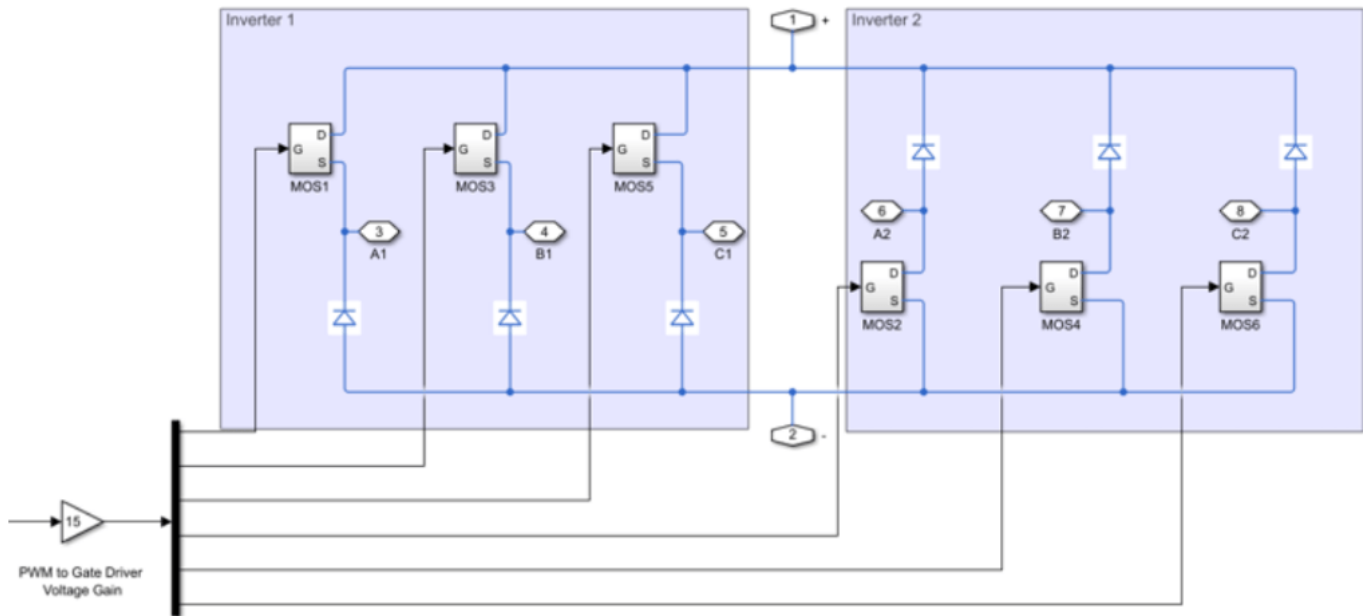 Inverter 1
1 +
Inverter 2
D
G
S
MOS1
D
G
S
MOS3
D
G
S
MOS5
3
A1
4
B1
5
C1
6
A2
7
B2
8
C2
D
G
S
MOS2
D
G
S
MOS4
D
G
S
MOS6
2 -
15
PWM to Gate Driver
Voltage Gain